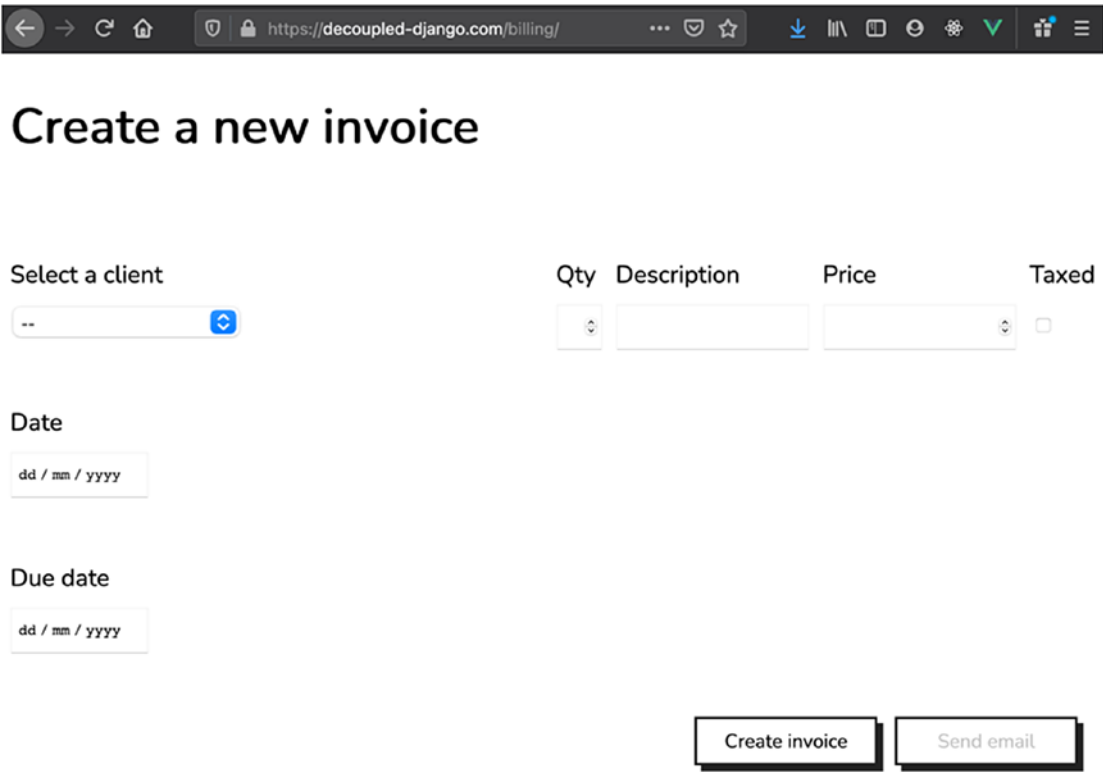 https://decoupled-django.com/billing/
Create a new invoice
Select a client
--
Qty Description Price Taxed
Date
dd / mm / yyyy
Due date
dd / mm / yyyy
Create invoice Send email